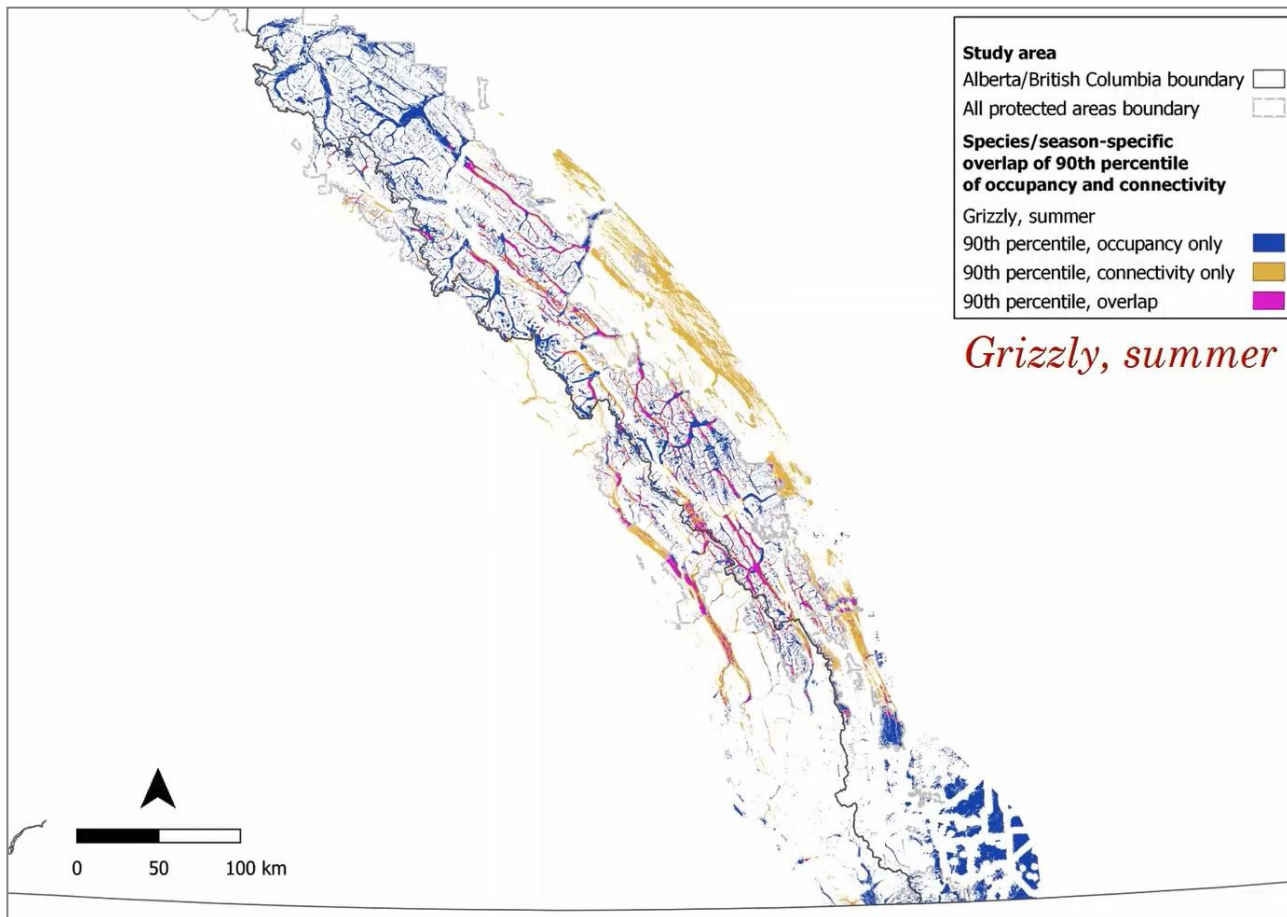 Study area
Alberta/British Columbia boundary
All protected areas boundary
Species/season-specific
overlap of 90th percentile
of occupancy and connectivity
Grizzly, summer
90th percentile, occupancy only
90th percentile, connectivity only
90th percentile, overlap
Grizzly, summer
0 50 100 km